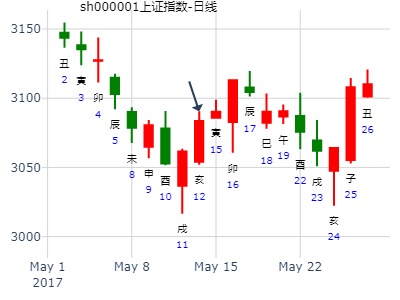 sh000001上证指数-日线
3150
3100
3050
3000
丑
2
寅
3
卯
4
辰
5
未
8
申
9
酉
10
戌
11
亥
12
寅
15
卯
16
辰
17
巳
18
午
19
酉
22
戌
23
亥
24
子
25
丑
26
May 1
2017
May 8
May 15
May 22